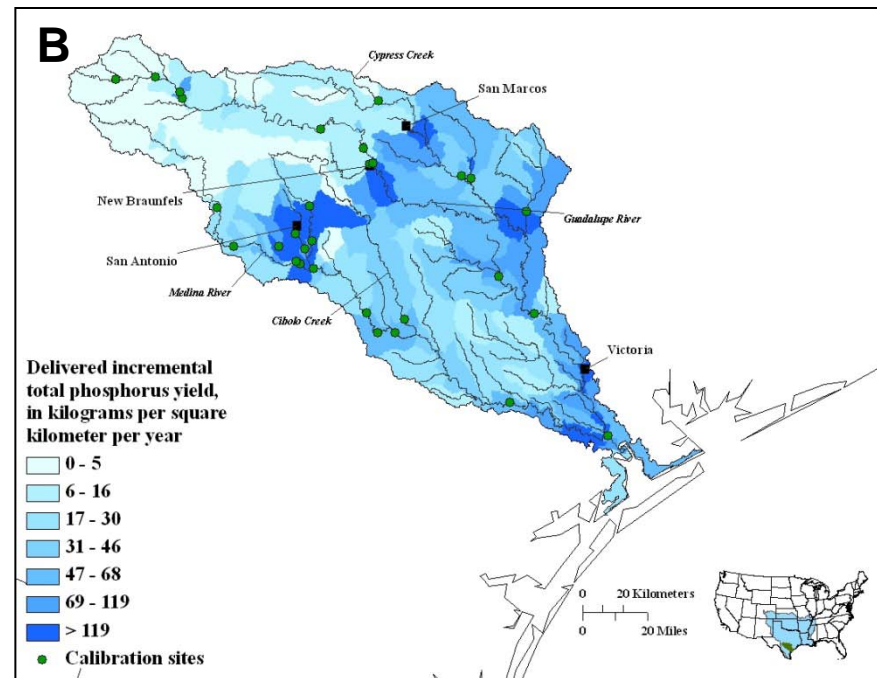 B
Cypress Creek
San Marcos
New Braunfels
Guadalupe River
San Antonio
Medina River
Cibolo Creek
Victoria
Delivered incremental
total phosphorus yield,
in kilograms per square
kilometer per year
0 - 5
6 - 16
17 - 30
31 - 46
47 - 68
69 - 119
> 119
Calibration sites
0 20 Kilometers
0 20 Miles